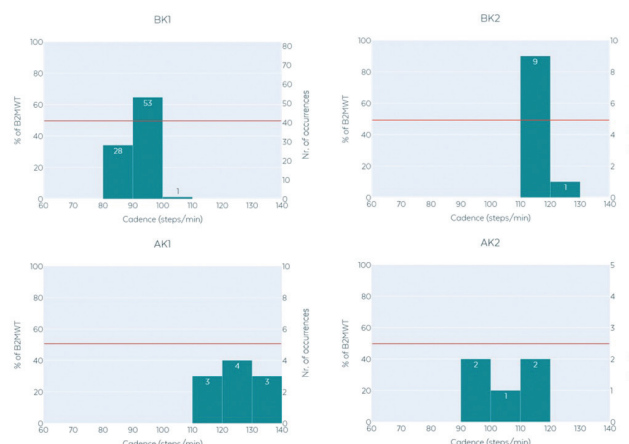 BK1
100 80 60 40 20 0
% of B2MWT
80 70 60 50 40 30 20 10 0
Nr. of occurrences
28 53 1
60 70 80 90 100 110 120 130 140
Cadence (steps/min)
BK2
100 80 60 40 20 0
% of B2MWT
10 8 6 4 2 0
9 1
60 70 80 90 100 110 120 130 140
Cadence (steps/min)
AK1
100 80 60 40 20 0
% of B2MWT
10 8 6 4 2 0
Nr. of occurrences
3 4 3
60 70 80 90 100 110 120 130 140
Cadence (steps/min)
AK2
100 80 60 40 20 0
% of B2MWT
5 4 3 2 1 0
2 1 2
60 70 80 90 100 110 120 130 140
Cadence (steps/min)